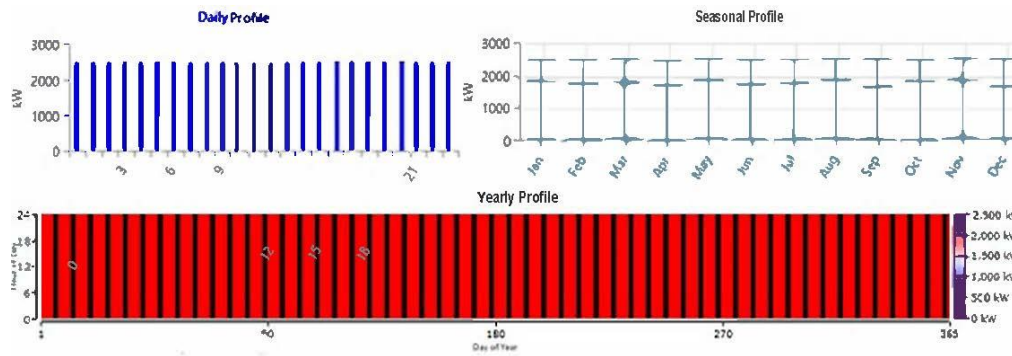 Daily Profile
3000
2000
1000
0
kW
3
6
9
21
Seasonal Profile
3000
2000
1000
0
kW
Jan Feb Mar Apr May Jun Jul Aug Sep Oct Nov Dec
Yearly Profile
24
18
12
6
0
0
12
15
18
1
180
270
365
Day of Year
2,500
2,000 kW
1,500 kW
1,000 kW
500 kW
0 kW